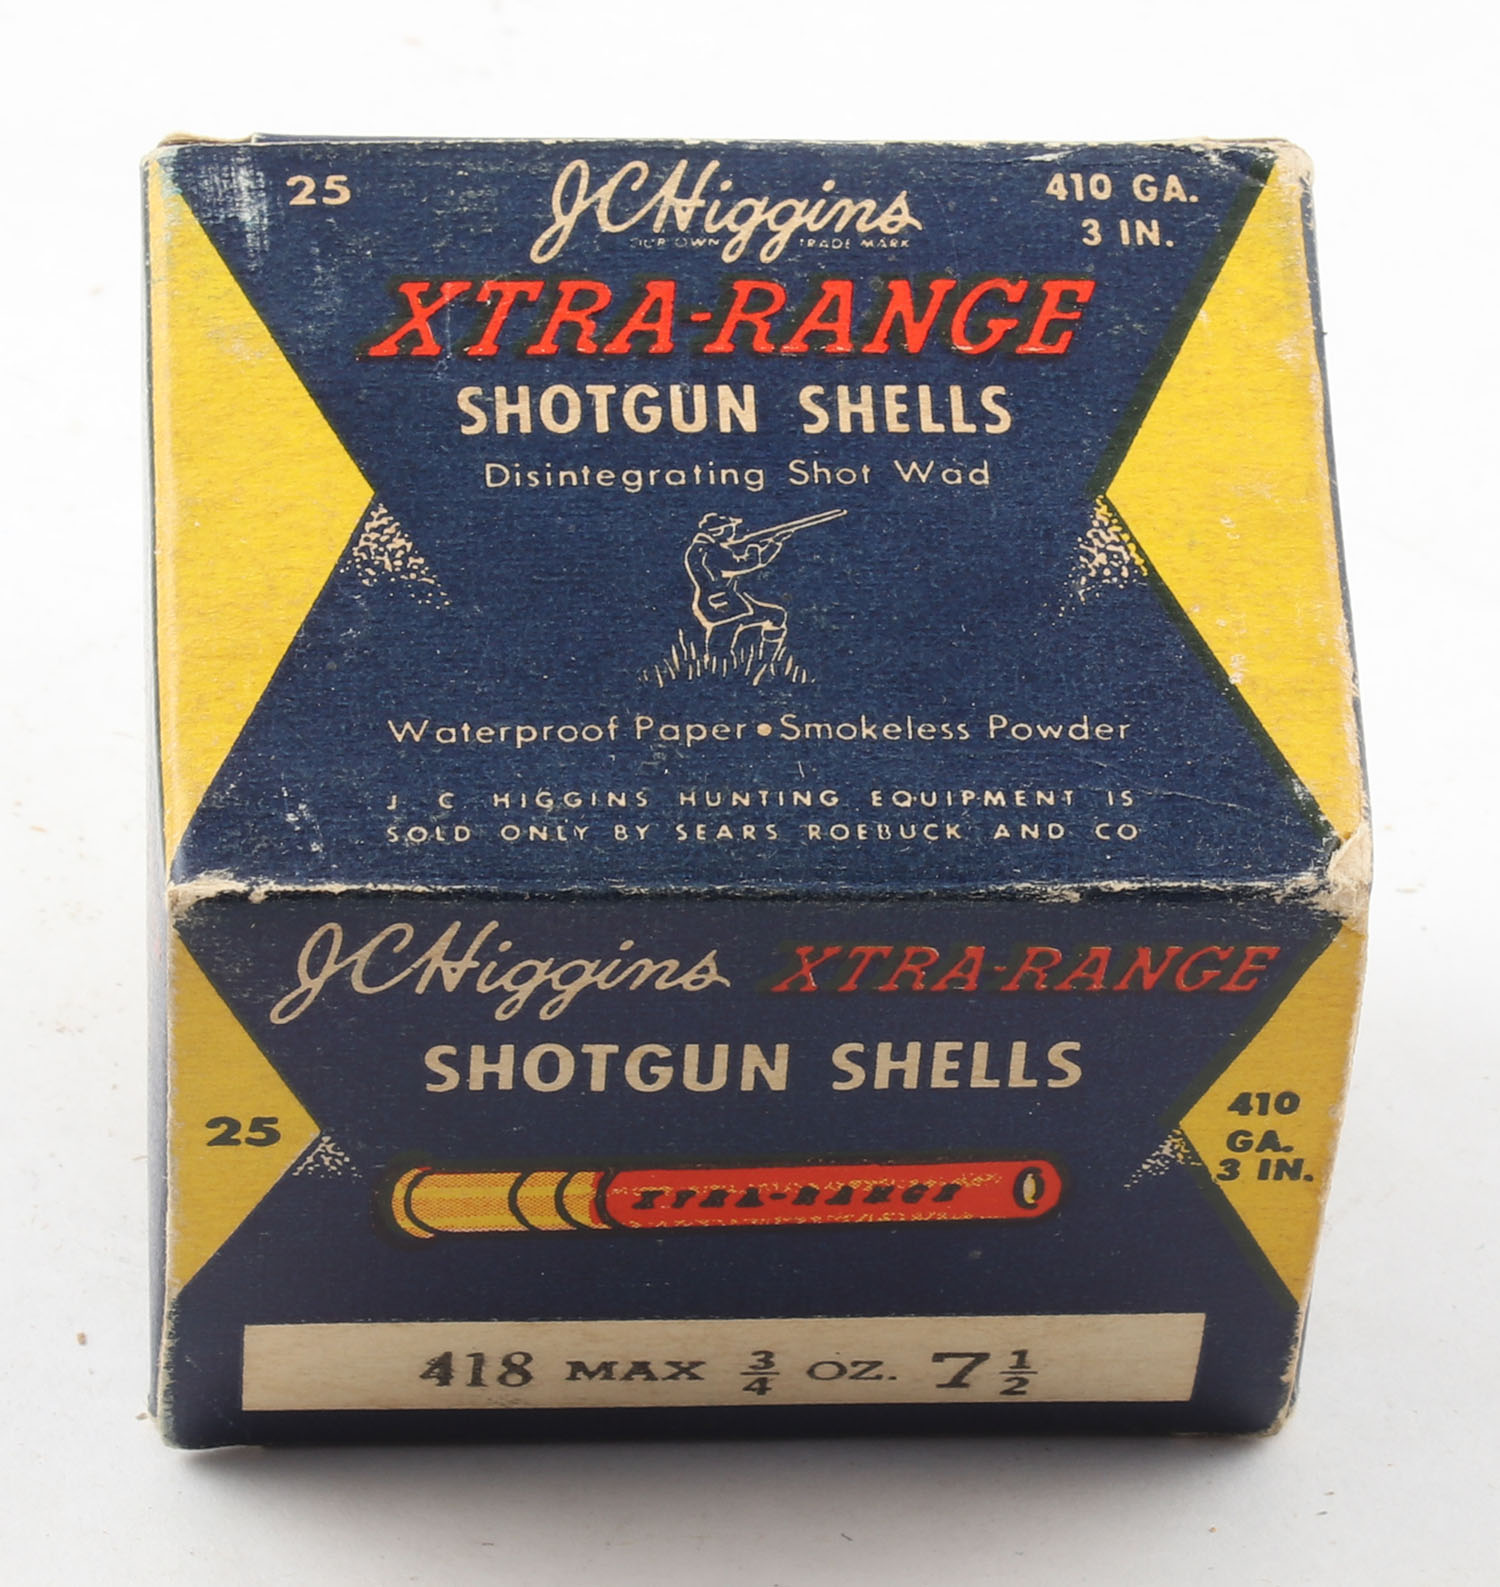 25
JCHiggins
410 GA.
3 IN.
OUR OWN TRADE MARK
XTRA-RANGE
SHOTGUN SHELLS
Disintegrating Shot Wad
Waterproof Paper • Smokeless Powder
J C HIGGINS HUNTING EQUIPMENT IS
SOLD ONLY BY SEARS ROEBUCK AND CO
JCHiggins XTRA-RANGE
SHOTGUN SHELLS
25
410
GA.
3 IN.
XTRA-RANGE
418 MAX 3/4 OZ. 7 1/2